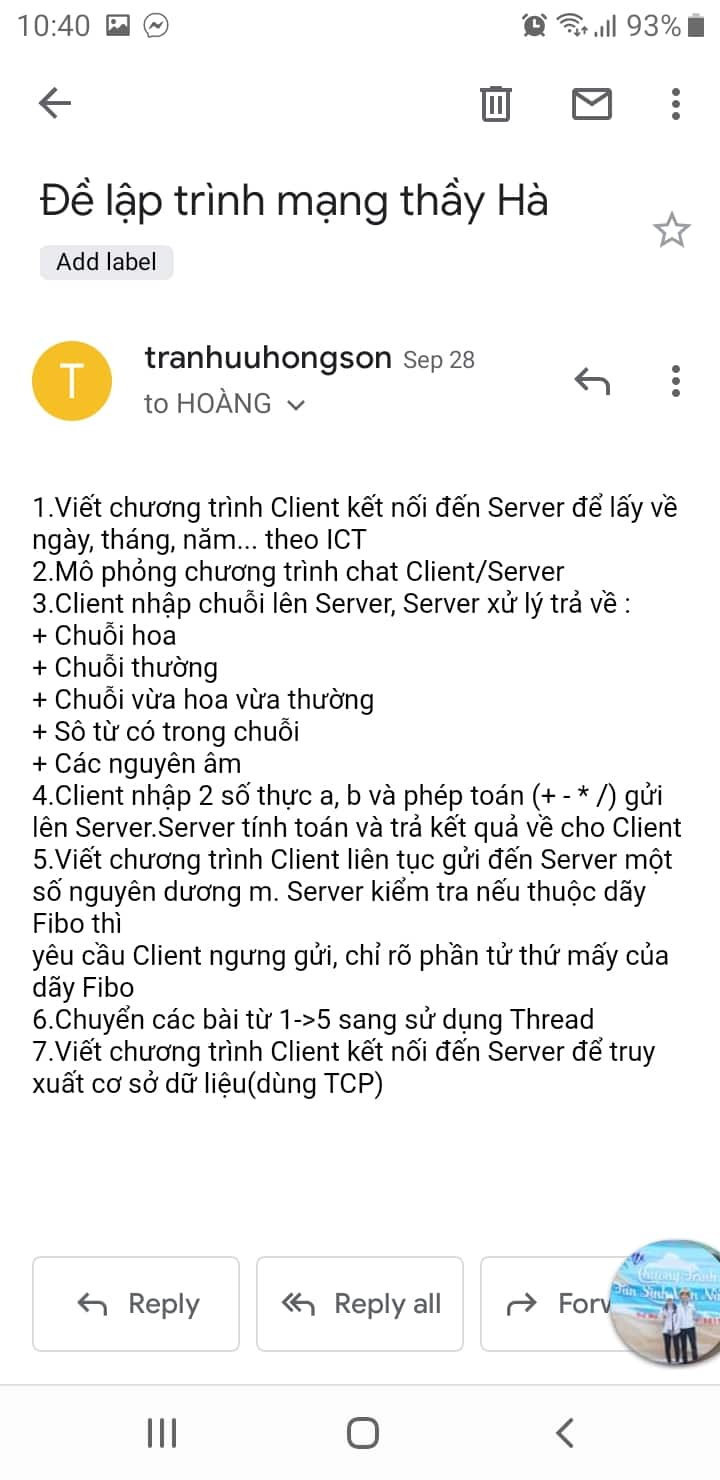 10:40
93%
Đề lập trình mạng thầy Hà
Add label
T
tranhuuhongson Sep 28
to HOÀNG
1.Viết chương trình Client kết nối đến Server để lấy về
ngày, tháng, năm... theo ICT
2.Mô phỏng chương trình chat Client/Server
3.Client nhập chuỗi lên Server, Server xử lý trả về :
+ Chuỗi hoa
+ Chuỗi thường
+ Chuỗi vừa hoa vừa thường
+ Sô từ có trong chuỗi
+ Các nguyên âm
4.Client nhập 2 số thực a, b và phép toán (+ - * /) gửi
lên Server.Server tính toán và trả kết quả về cho Client
5.Viết chương trình Client liên tục gửi đến Server một
số nguyên dương m. Server kiểm tra nếu thuộc dãy
Fibo thì
yêu cầu Client ngưng gửi, chỉ rõ phần tử thứ mấy của
dãy Fibo
6.Chuyển các bài từ 1->5 sang sử dụng Thread
7.Viết chương trình Client kết nối đến Server để truy
xuất cơ sở dữ liệu(dùng TCP)
Reply
Reply all
Forv